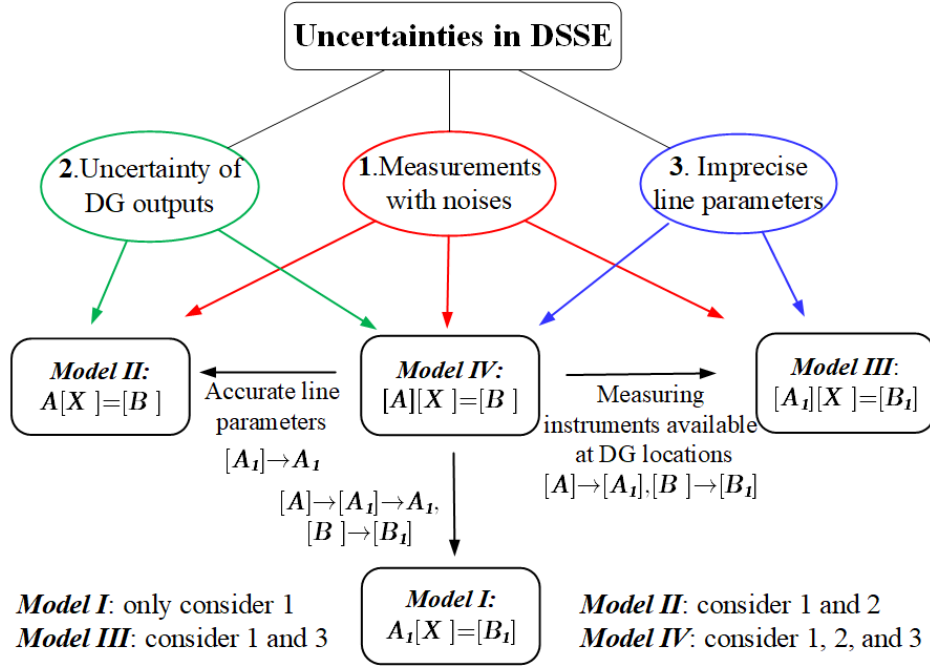 Uncertainties in DSSE
2.Uncertainty of
DG outputs
1.Measurements
with noises
3. Imprecise
line parameters
Model II:
A[X ]=[B ]
Accurate line
parameters
[A₁]→A₁
Model IV:
[A][X ]=[B ]
Measuring
instruments available
at DG locations
[A]→[A₁],[B ]→[B₁]
Model III:
[A₁][X ]=[B₁]
[A]→[A₁]→A₁,
[B ]→[B₁]
Model I:
A₁[X ]=[B₁]
Model I: only consider 1
Model III: consider 1 and 3
Model II: consider 1 and 2
Model IV: consider 1, 2, and 3